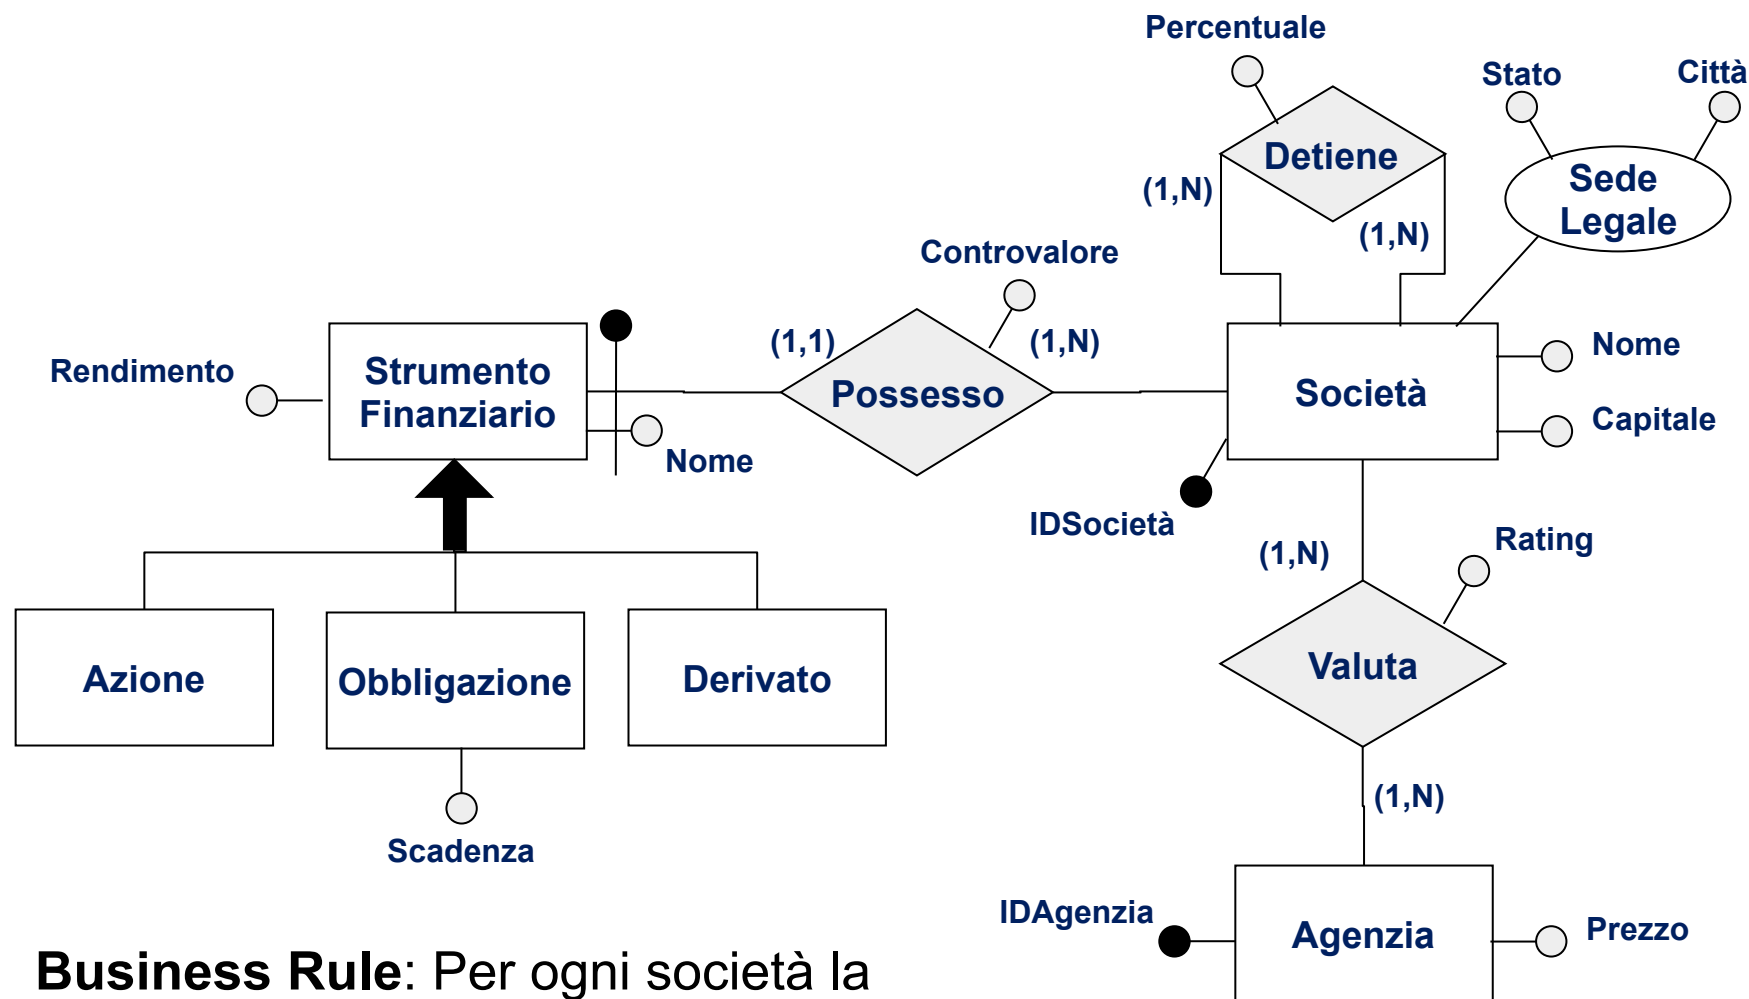 Percentuale
Stato
Città
Detiene
Sede
Legale
(1,N)
(1,N)
Controvalore
Rendimento
Strumento
Finanziario
(1,1)
Possesso
(1,N)
Società
Nome
Capitale
Nome
IDSocietà
(1,N)
Rating
Azione
Obbligazione
Derivato
Valuta
Scadenza
(1,N)
IDAgenzia
Agenzia
Prezzo
Business Rule: Per ogni società la